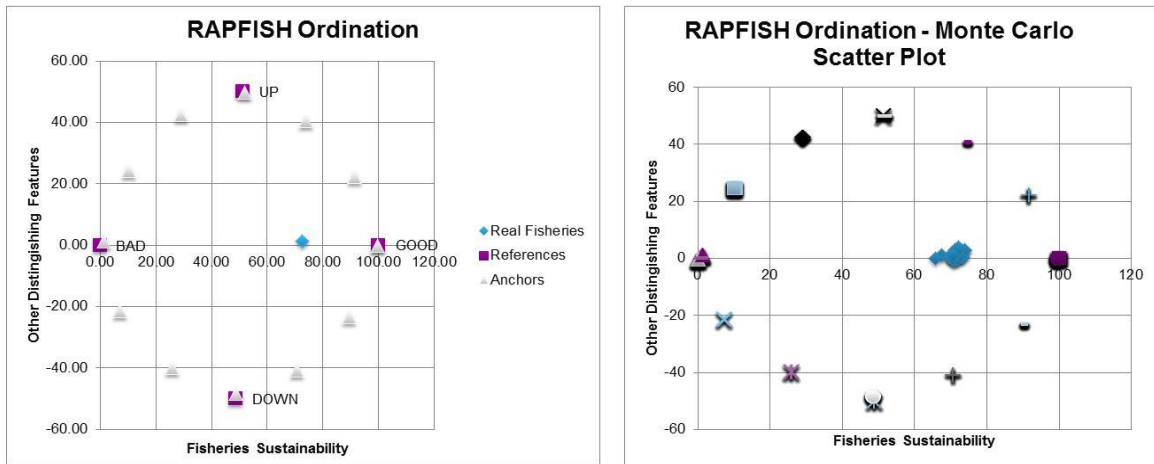 RAPFISH Ordination
60.00
40.00
20.00
0.00
-20.00
-40.00
-60.00
Other Distingishing Features
UP
BAD
GOOD
DOWN
0.00 20.00 40.00 60.00 80.00 100.00 120.00
Fisheries Sustainability
Real Fisheries
References
Anchors
RAPFISH Ordination - Monte Carlo
Scatter Plot
60
40
20
0
-20
-40
-60
Other Distingishing Features
0 20 40 60 80 100 120
Fisheries Sustainability